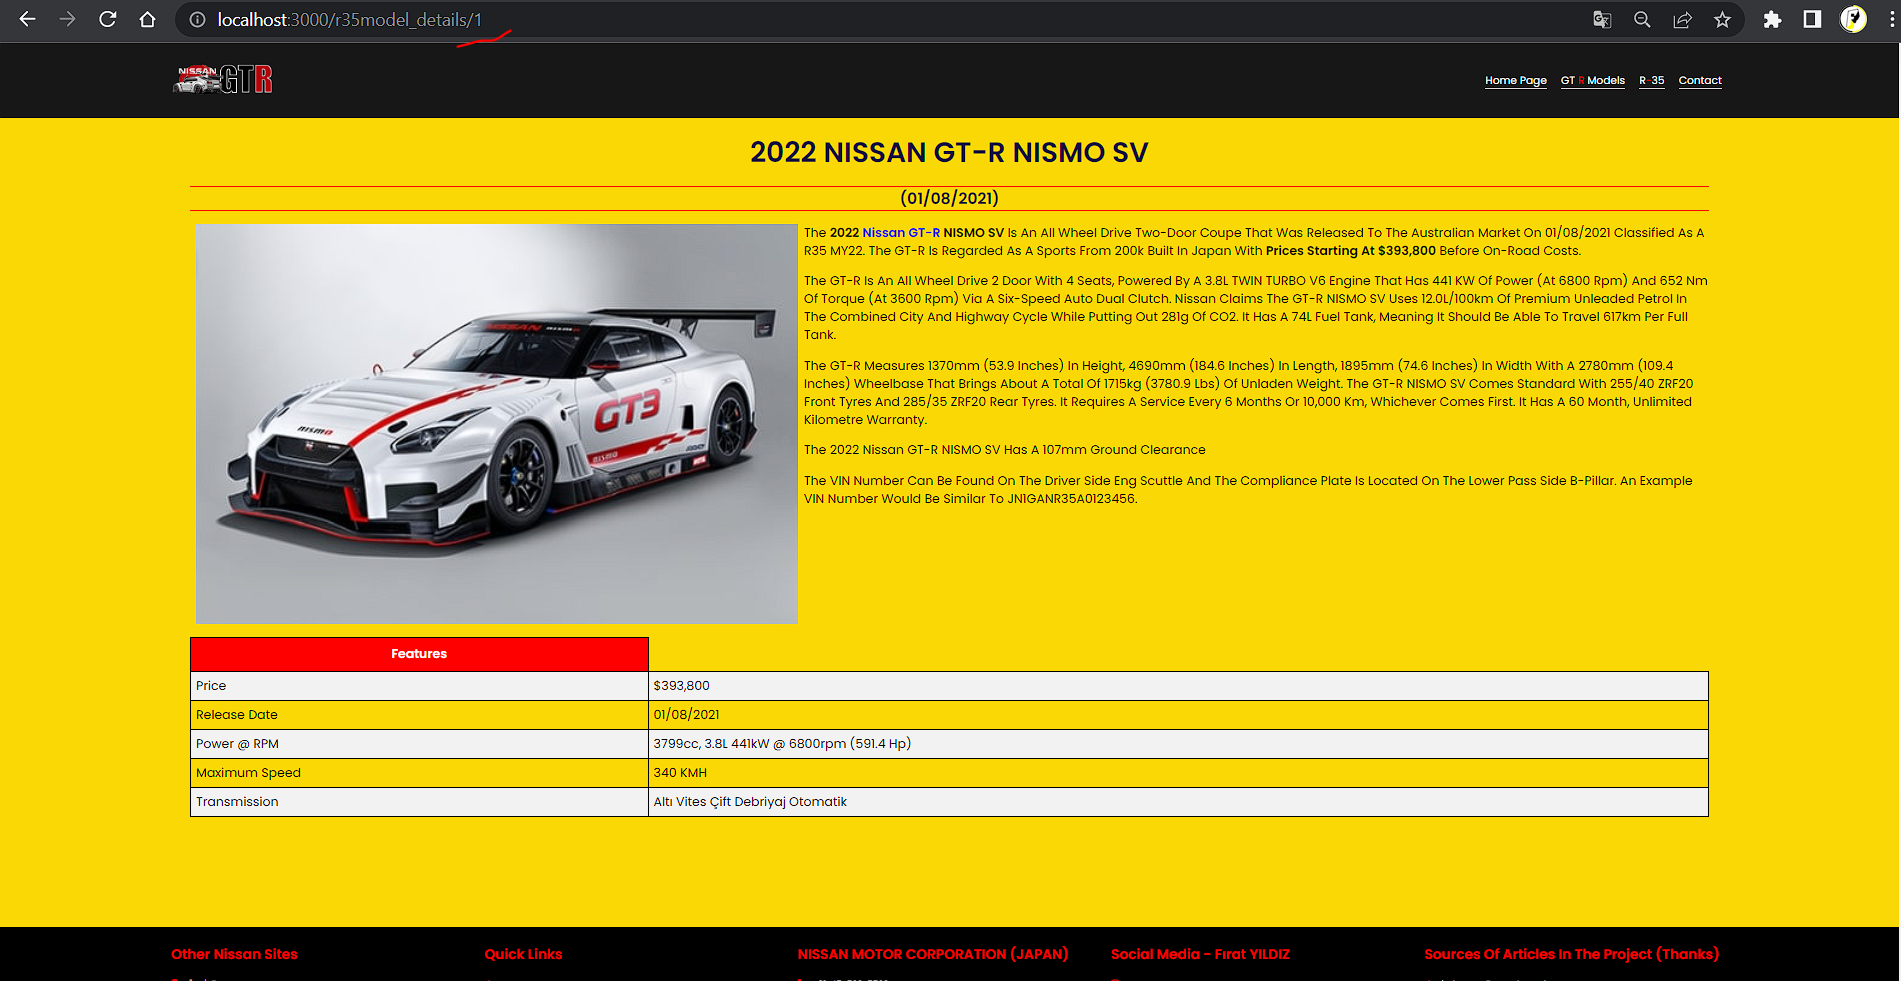 localhost:3000/r35model_details/1
NISSAN GTR
Home Page GT R Models R-35 Contact
2022 NISSAN GT-R NISMO SV
(01/08/2021)
NISSAN nismo
GT3
nismo
nismo
The 2022 Nissan GT-R NISMO SV Is An All Wheel Drive Two-Door Coupe That Was Released To The Australian Market On 01/08/2021 Classified As A
R35 MY22. The GT-R Is Regarded As A Sports From 200k Built In Japan With Prices Starting At $393,800 Before On-Road Costs.
The GT-R Is An All Wheel Drive 2 Door With 4 Seats, Powered By A 3.8L TWIN TURBO V6 Engine That Has 441 KW Of Power (At 6800 Rpm) And 652 Nm
Of Torque (At 3600 Rpm) Via A Six-Speed Auto Dual Clutch. Nissan Claims The GT-R NISMO SV Uses 12.0L/100km Of Premium Unleaded Petrol In
The Combined City And Highway Cycle While Putting Out 281g Of CO2. It Has A 74L Fuel Tank, Meaning It Should Be Able To Travel 617km Per Full
Tank.
The GT-R Measures 1370mm (53.9 Inches) In Height, 4690mm (184.6 Inches) In Length, 1895mm (74.6 Inches) In Width With A 2780mm (109.4
Inches) Wheelbase That Brings About A Total Of 1715kg (3780.9 Lbs) Of Unladen Weight. The GT-R NISMO SV Comes Standard With 255/40 ZRF20
Front Tyres And 285/35 ZRF20 Rear Tyres. It Requires A Service Every 6 Months Or 10,000 Km, Whichever Comes First. It Has A 60 Month, Unlimited
Kilometre Warranty.
The 2022 Nissan GT-R NISMO SV Has A 107mm Ground Clearance
The VIN Number Can Be Found On The Driver Side Eng Scuttle And The Compliance Plate Is Located On The Lower Pass Side B-Pillar. An Example
VIN Number Would Be Similar To JN1GANR35A0123456.
Features
Price $393,800
Release Date 01/08/2021
Power @ RPM 3799cc, 3.8L 441kW @ 6800rpm (591.4 Hp)
Maximum Speed 340 KMH
Transmission Altı Vites Çift Debriyaj Otomatik
Other Nissan Sites Quick Links NISSAN MOTOR CORPORATION (JAPAN) Social Media - Fırat YILDIZ Sources Of Articles In The Project (Thanks)